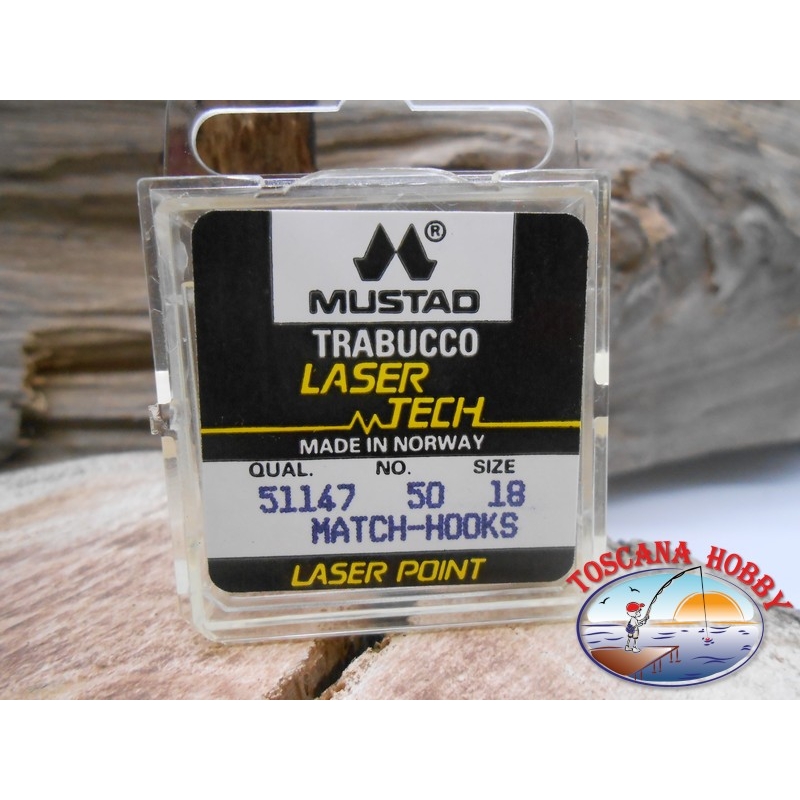 ®
MUSTAD
TRABUCCO
LASER
TECH
MADE IN NORWAY
QUAL. NO. SIZE
51147 50 18
MATCH-HOOKS
LASER POINT
TOSCANA HOBBY